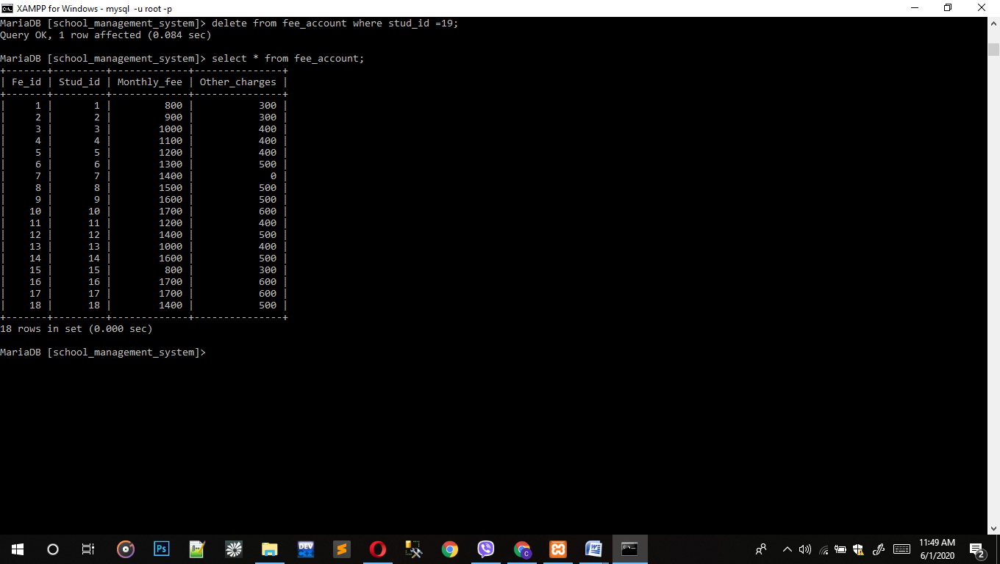 XAMPP for Windows - mysql -u root -p
MariaDB [school_management_system]> delete from fee_account where stud_id =19;
Query OK, 1 row affected (0.084 sec)
MariaDB [school_management_system]> select * from fee_account;
+-------+---------+-------------+---------------+
| Fe_id | Stud_id | Monthly_fee | Other_charges |
+-------+---------+-------------+---------------+
|     1 |       1 |         800 |           300 |
|     2 |       2 |         900 |           300 |
|     3 |       3 |        1000 |           400 |
|     4 |       4 |        1100 |           400 |
|     5 |       5 |        1200 |           400 |
|     6 |       6 |        1300 |           500 |
|     7 |       7 |        1400 |             0 |
|     8 |       8 |        1500 |           500 |
|     9 |       9 |        1600 |           500 |
|    10 |      10 |        1700 |           600 |
|    11 |      11 |        1200 |           400 |
|    12 |      12 |        1400 |           500 |
|    13 |      13 |        1000 |           400 |
|    14 |      14 |        1600 |           500 |
|    15 |      15 |         800 |           300 |
|    16 |      16 |        1700 |           600 |
|    17 |      17 |        1700 |           600 |
|    18 |      18 |        1400 |           500 |
+-------+---------+-------------+---------------+
18 rows in set (0.000 sec)
MariaDB [school_management_system]>
Ps
DEV
C
W
11:49 AM
6/1/2020
2